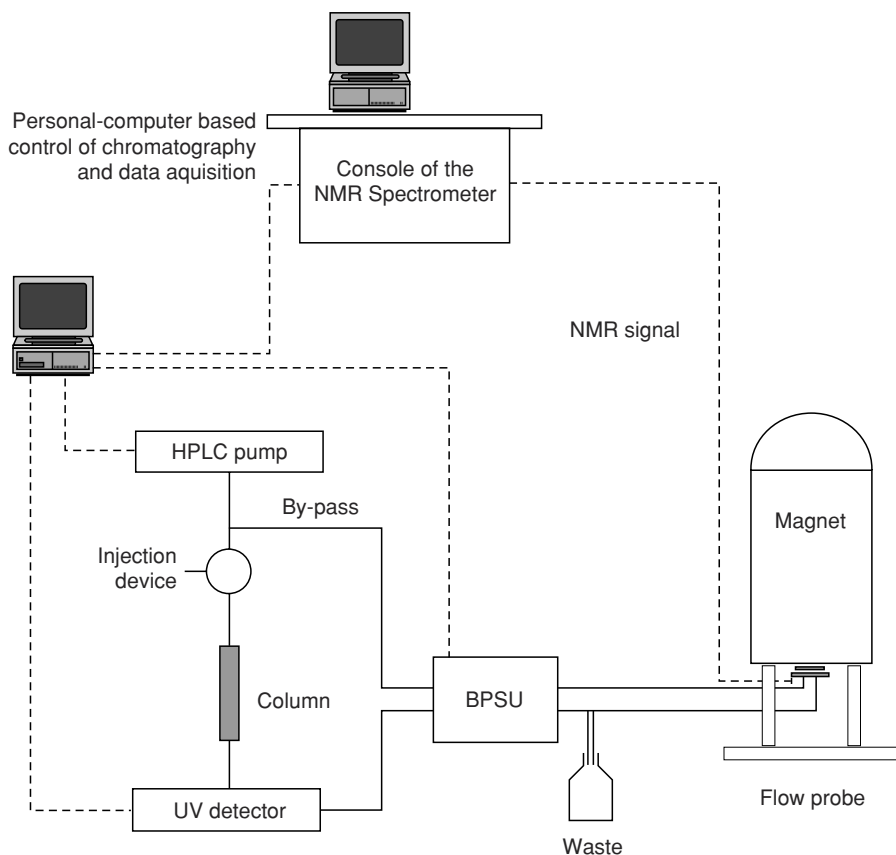 Personal-computer based
control of chromatography
and data aquisition
Console of the
NMR Spectrometer
NMR signal
HPLC pump
By-pass
Magnet
Injection
device
Column
BPSU
UV detector
Flow probe
Waste